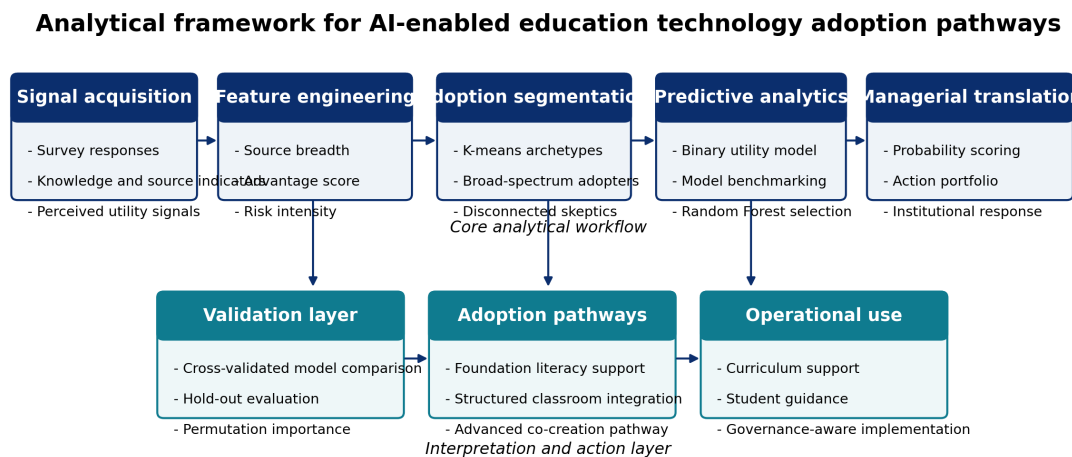 Analytical framework for AI-enabled education technology adoption pathways
Signal acquisition
- Survey responses
- Knowledge and source indicators
- Perceived utility signals
Feature engineering
- Source breadth
- Advantage score
- Risk intensity
doption segmentatio
- K-means archetypes
- Broad-spectrum adopters
- Disconnected skeptics
Predictive analytics
- Binary utility model
- Model benchmarking
- Random Forest selection
Managerial translation
- Probability scoring
- Action portfolio
- Institutional response
Core analytical workflow
Validation layer
- Cross-validated model comparison
- Hold-out evaluation
- Permutation importance
Adoption pathways
- Foundation literacy support
- Structured classroom integration
- Advanced co-creation pathway
Operational use
- Curriculum support
- Student guidance
- Governance-aware implementation
Interpretation and action layer